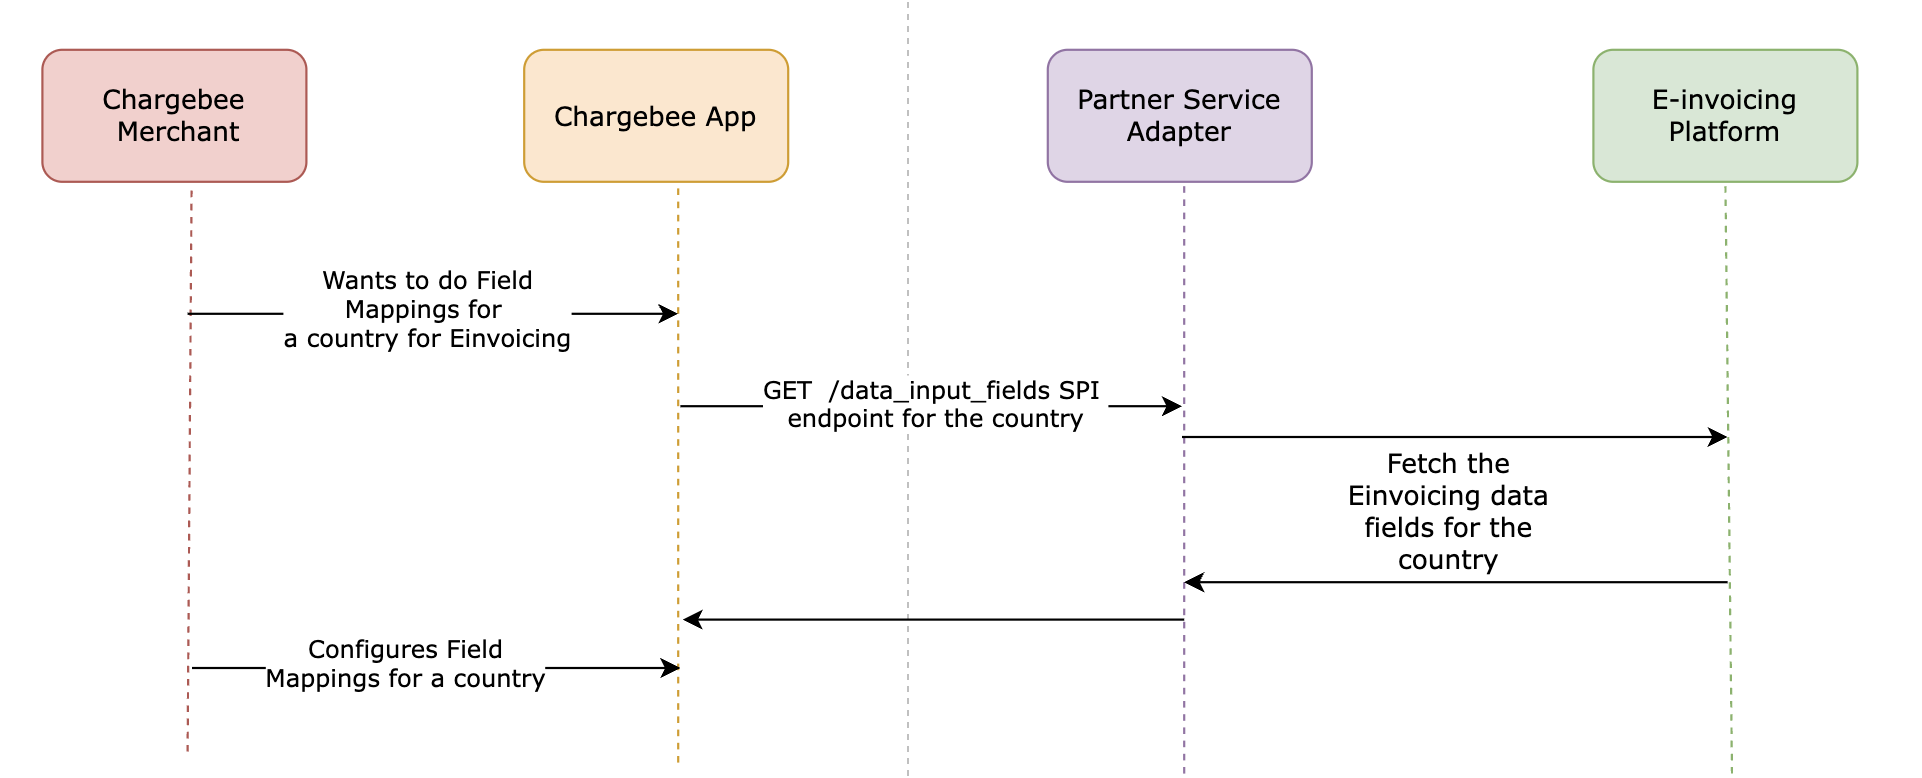 Chargebee
Merchant
Chargebee App
Partner Service
Adapter
E-invoicing
Platform
Wants to do Field
Mappings for
a country for Einvoicing
GET /data_input_fields SPI
endpoint for the country
Fetch the
Einvoicing data
fields for the
country
Configures Field
Mappings for a country